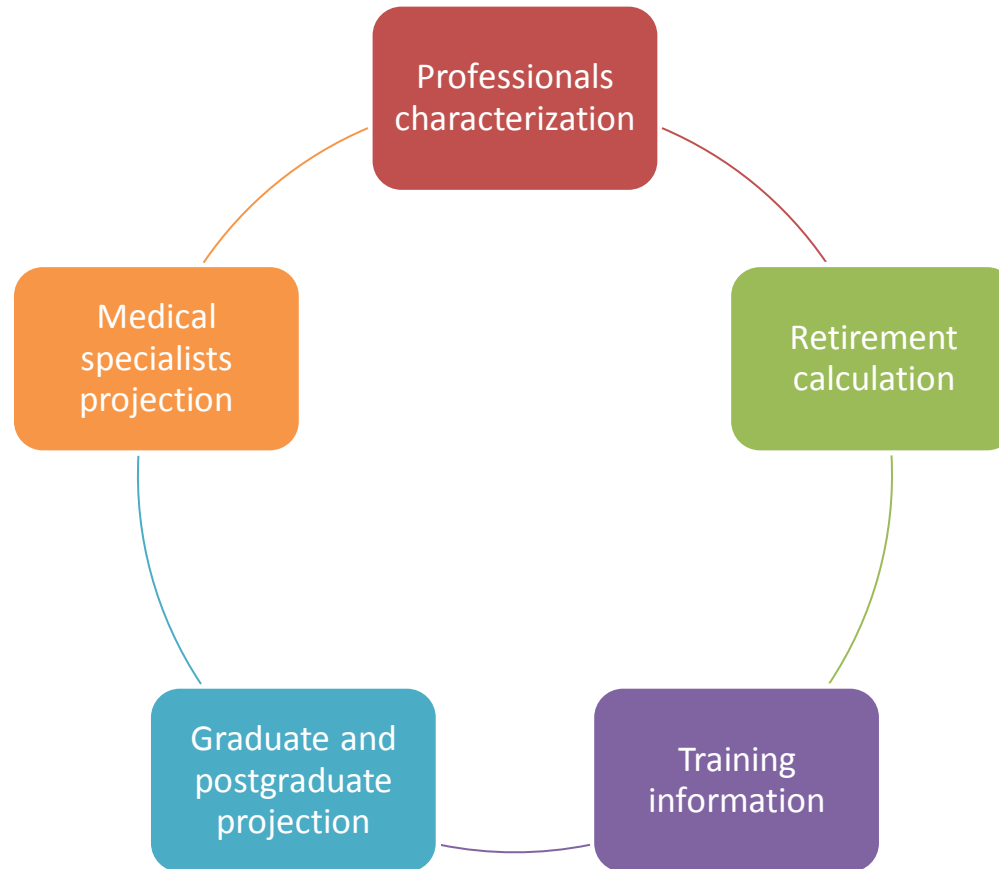 Professionals
characterization
Retirement
calculation
Training
information
Graduate and
postgraduate
projection
Medical
specialists
projection